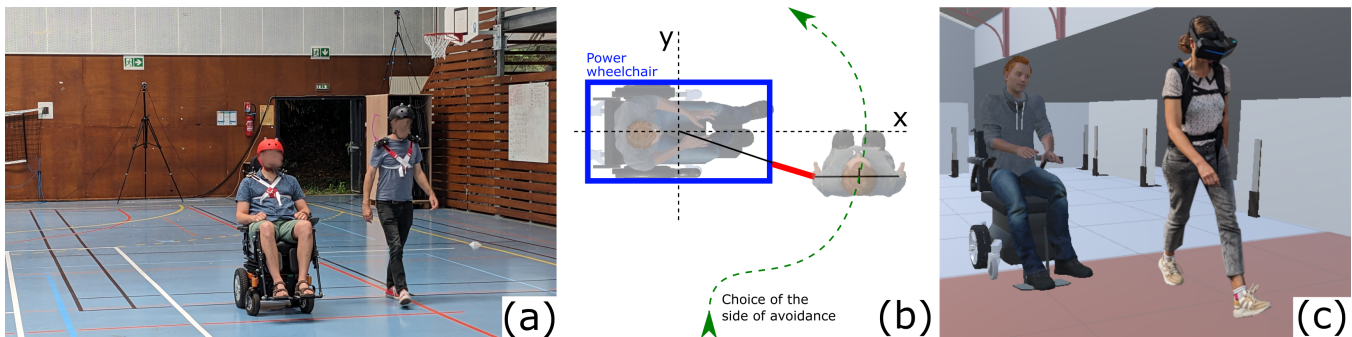 (a)
y
Power
wheelchair
x
Choice of the
side of avoidance
(b)
(c)